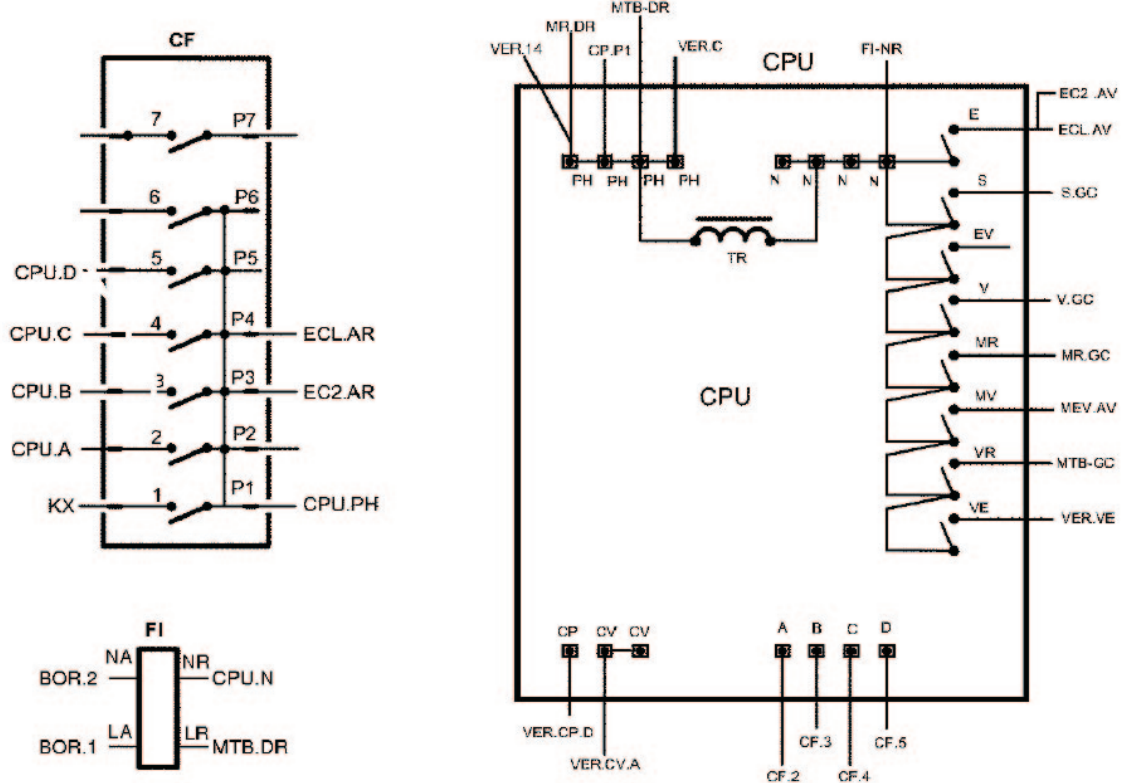 CF
7 P7
6 P6
CPU.D 5 P5
CPU.C 4 P4 ECL.AR
CPU.B 3 P3 EC2.AR
CPU.A 2 P2
KX 1 P1 CPU.PH
FI
BOR.2 NA NR CPU.N
BOR.1 LA LR MTB.DR
MTB-DR
MR.DR
VER.14 CP.P1 VER.C
CPU
FI-NR
EC2 .AV
E ECL.AV
PH PH PH PH
N N N N
S S.GC
TR
EV
V V.GC
MR MR.GC
CPU
MV MEV.AV
VR MTB-GC
VE VER.VE
CP CV CV
A B C D
VER.CP.D
VER.CV.A
CF.2
CF.3
CF.4
CF.5